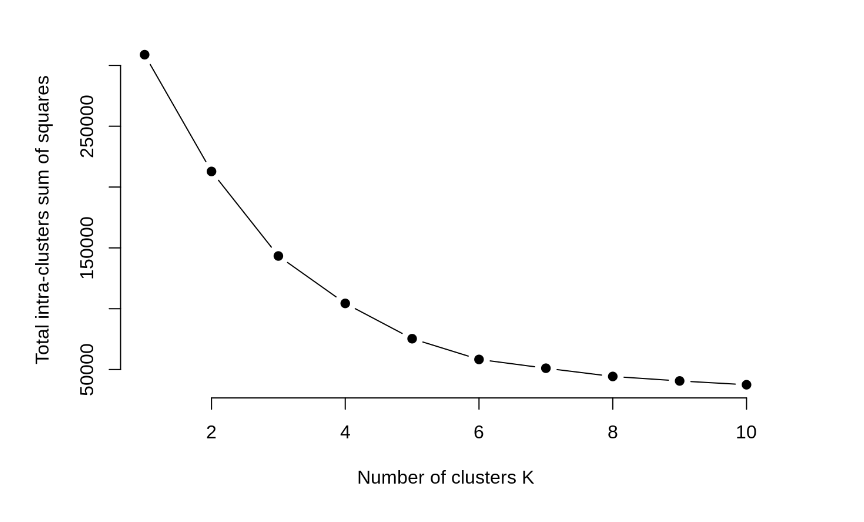 Total intra-clusters sum of squares
250000
150000
50000
2 4 6 8 10
Number of clusters K